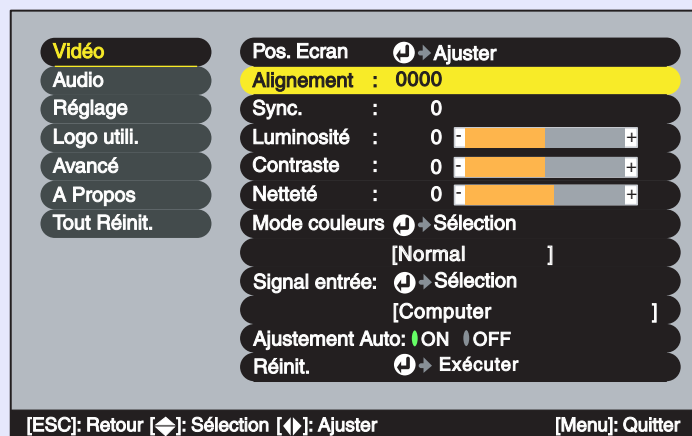 Vidéo
Audio
Réglage
Logo utili.
Avancé
A Propos
Tout Réinit.
Pos. Ecran Ajuster
Alignement : 0000
Sync. : 0
Luminosité : 0 - +
Contraste : 0 - +
Netteté : 0 - +
Mode couleurs Sélection
[Normal ]
Signal entrée: Sélection
[Computer ]
Ajustement Auto: ON OFF
Réinit. Exécuter
[ESC]: Retour [ ]: Sélection [ ]: Ajuster [Menu]: Quitter